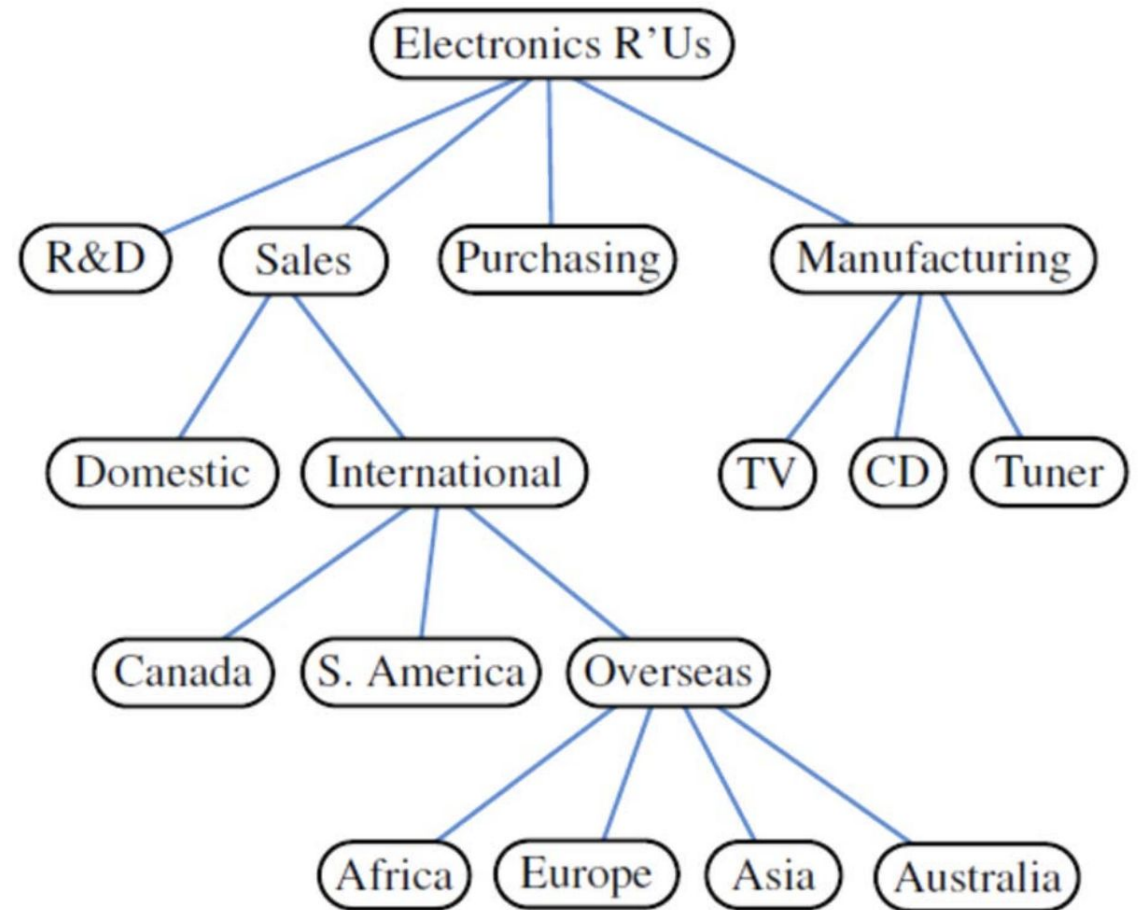 Electronics R'Us
R&D Sales Purchasing Manufacturing
Domestic International TV CD Tuner
Canada S. America Overseas
Africa Europe Asia Australia